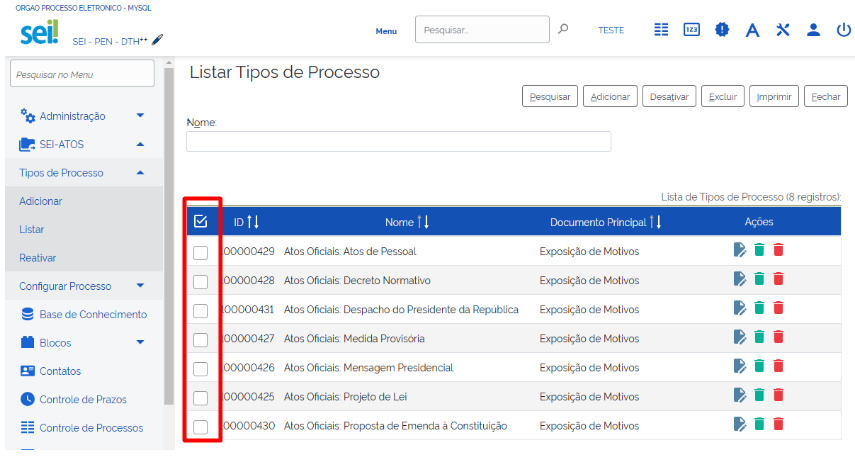 ORGAO PROCESSO ELETRONICO - MYSQL
sei!
SEI - PEN - DTH++
Menu
Pesquisar...
TESTE
123
A
Pesquisar no Menu
Administração
SEI-ATOS
Tipos de Processo
Adicionar
Listar
Reativar
Configurar Processo
Base de Conhecimento
Blocos
Contatos
Controle de Prazos
Controle de Processos
Listar Tipos de Processo
Pesquisar Adicionar Desativar Excluir Imprimir Fechar
Nome:
Lista de Tipos de Processo (8 registros):
ID Nome Documento Principal Ações
100000429 Atos Oficiais: Atos de Pessoal Exposição de Motivos
100000428 Atos Oficiais: Decreto Normativo Exposição de Motivos
100000431 Atos Oficiais: Despacho do Presidente da República Exposição de Motivos
100000427 Atos Oficiais: Medida Provisória Exposição de Motivos
100000426 Atos Oficiais: Mensagem Presidencial Exposição de Motivos
100000425 Atos Oficiais: Projeto de Lei Exposição de Motivos
100000430 Atos Oficiais: Proposta de Emenda à Constituição Exposição de Motivos